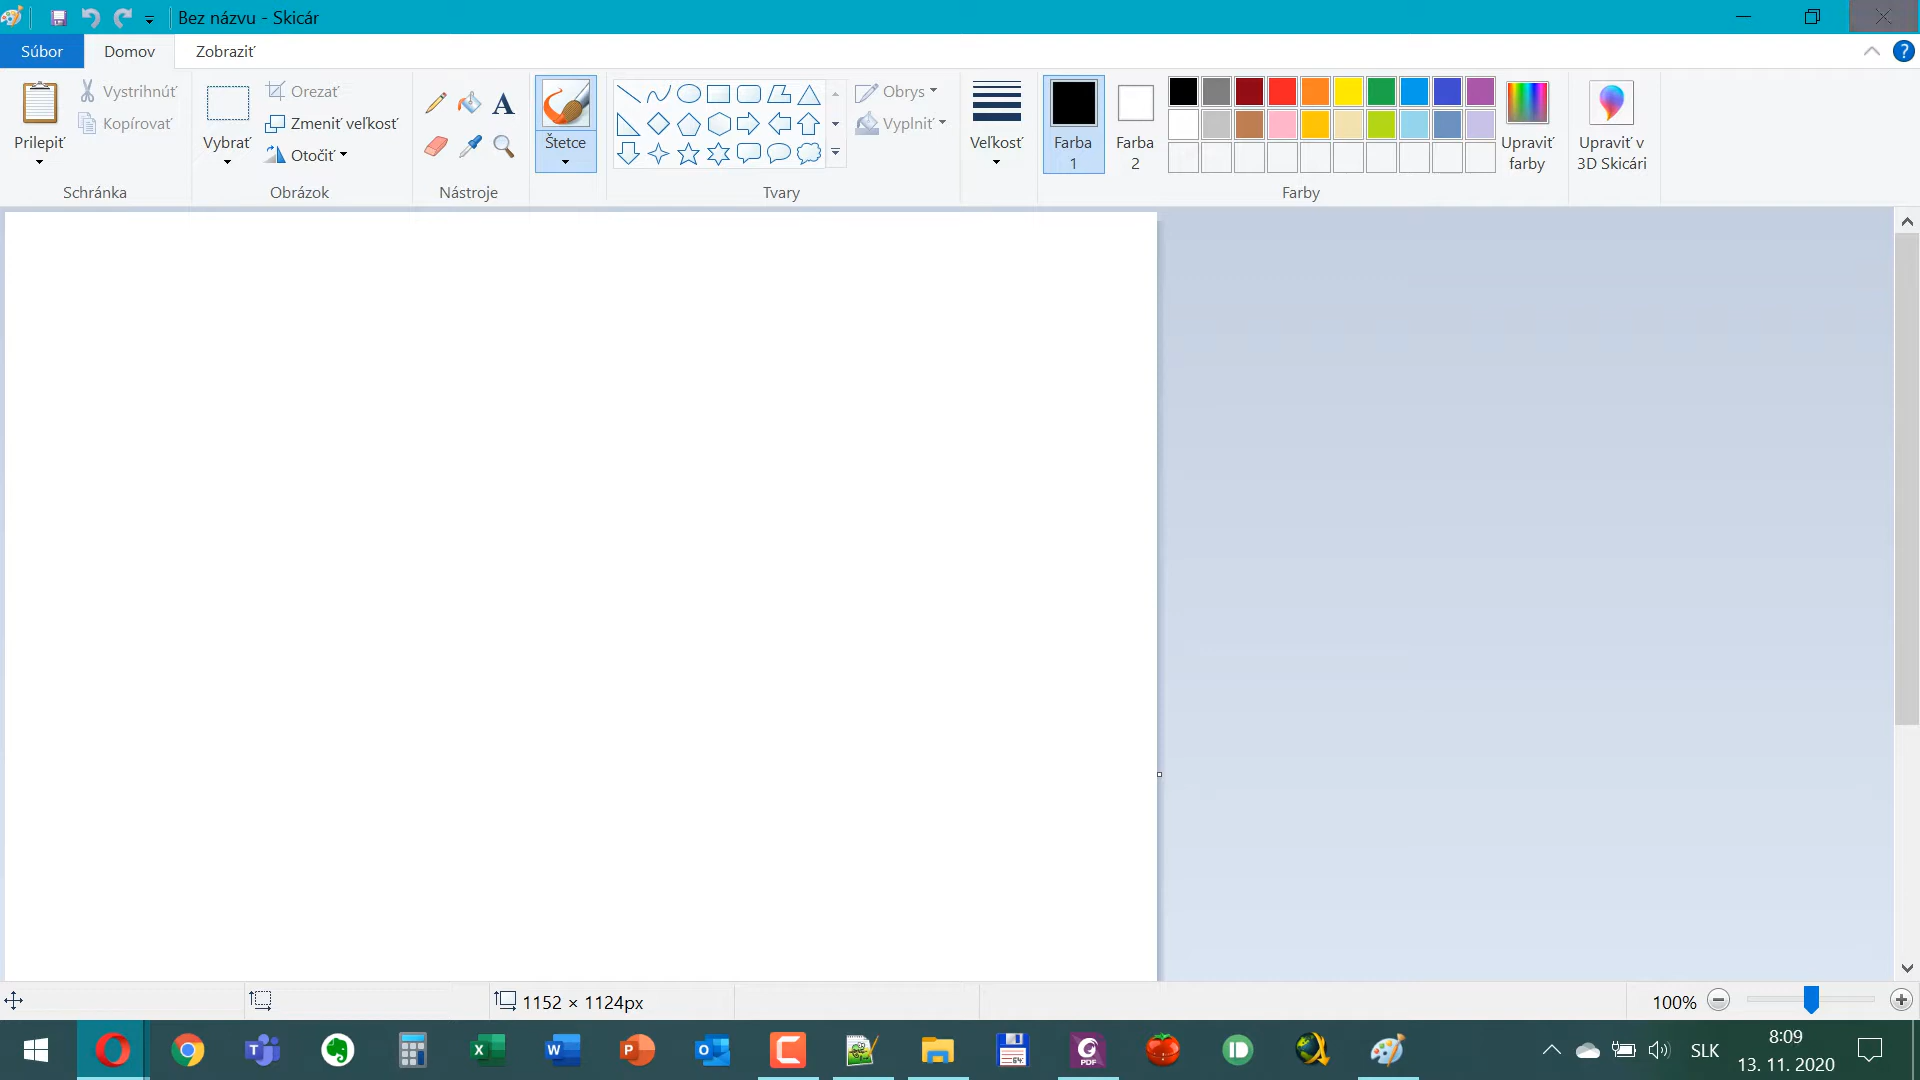 Bez názvu - Skicár
Súbor
Domov
Zobraziť
?
Prilepiť
Vystrihnúť
Kopírovať
Schránka
Vybrať
Orezať
Zmeniť veľkosť
Otočiť
Obrázok
A
Nástroje
Štetce
Tvary
Obrys
Vyplniť
Veľkosť
Farba
1
Farba
2
Farby
Upraviť
farby
Upraviť v
3D Skicári
1152 × 1124px
100%
SLK
8:09
13. 11. 2020